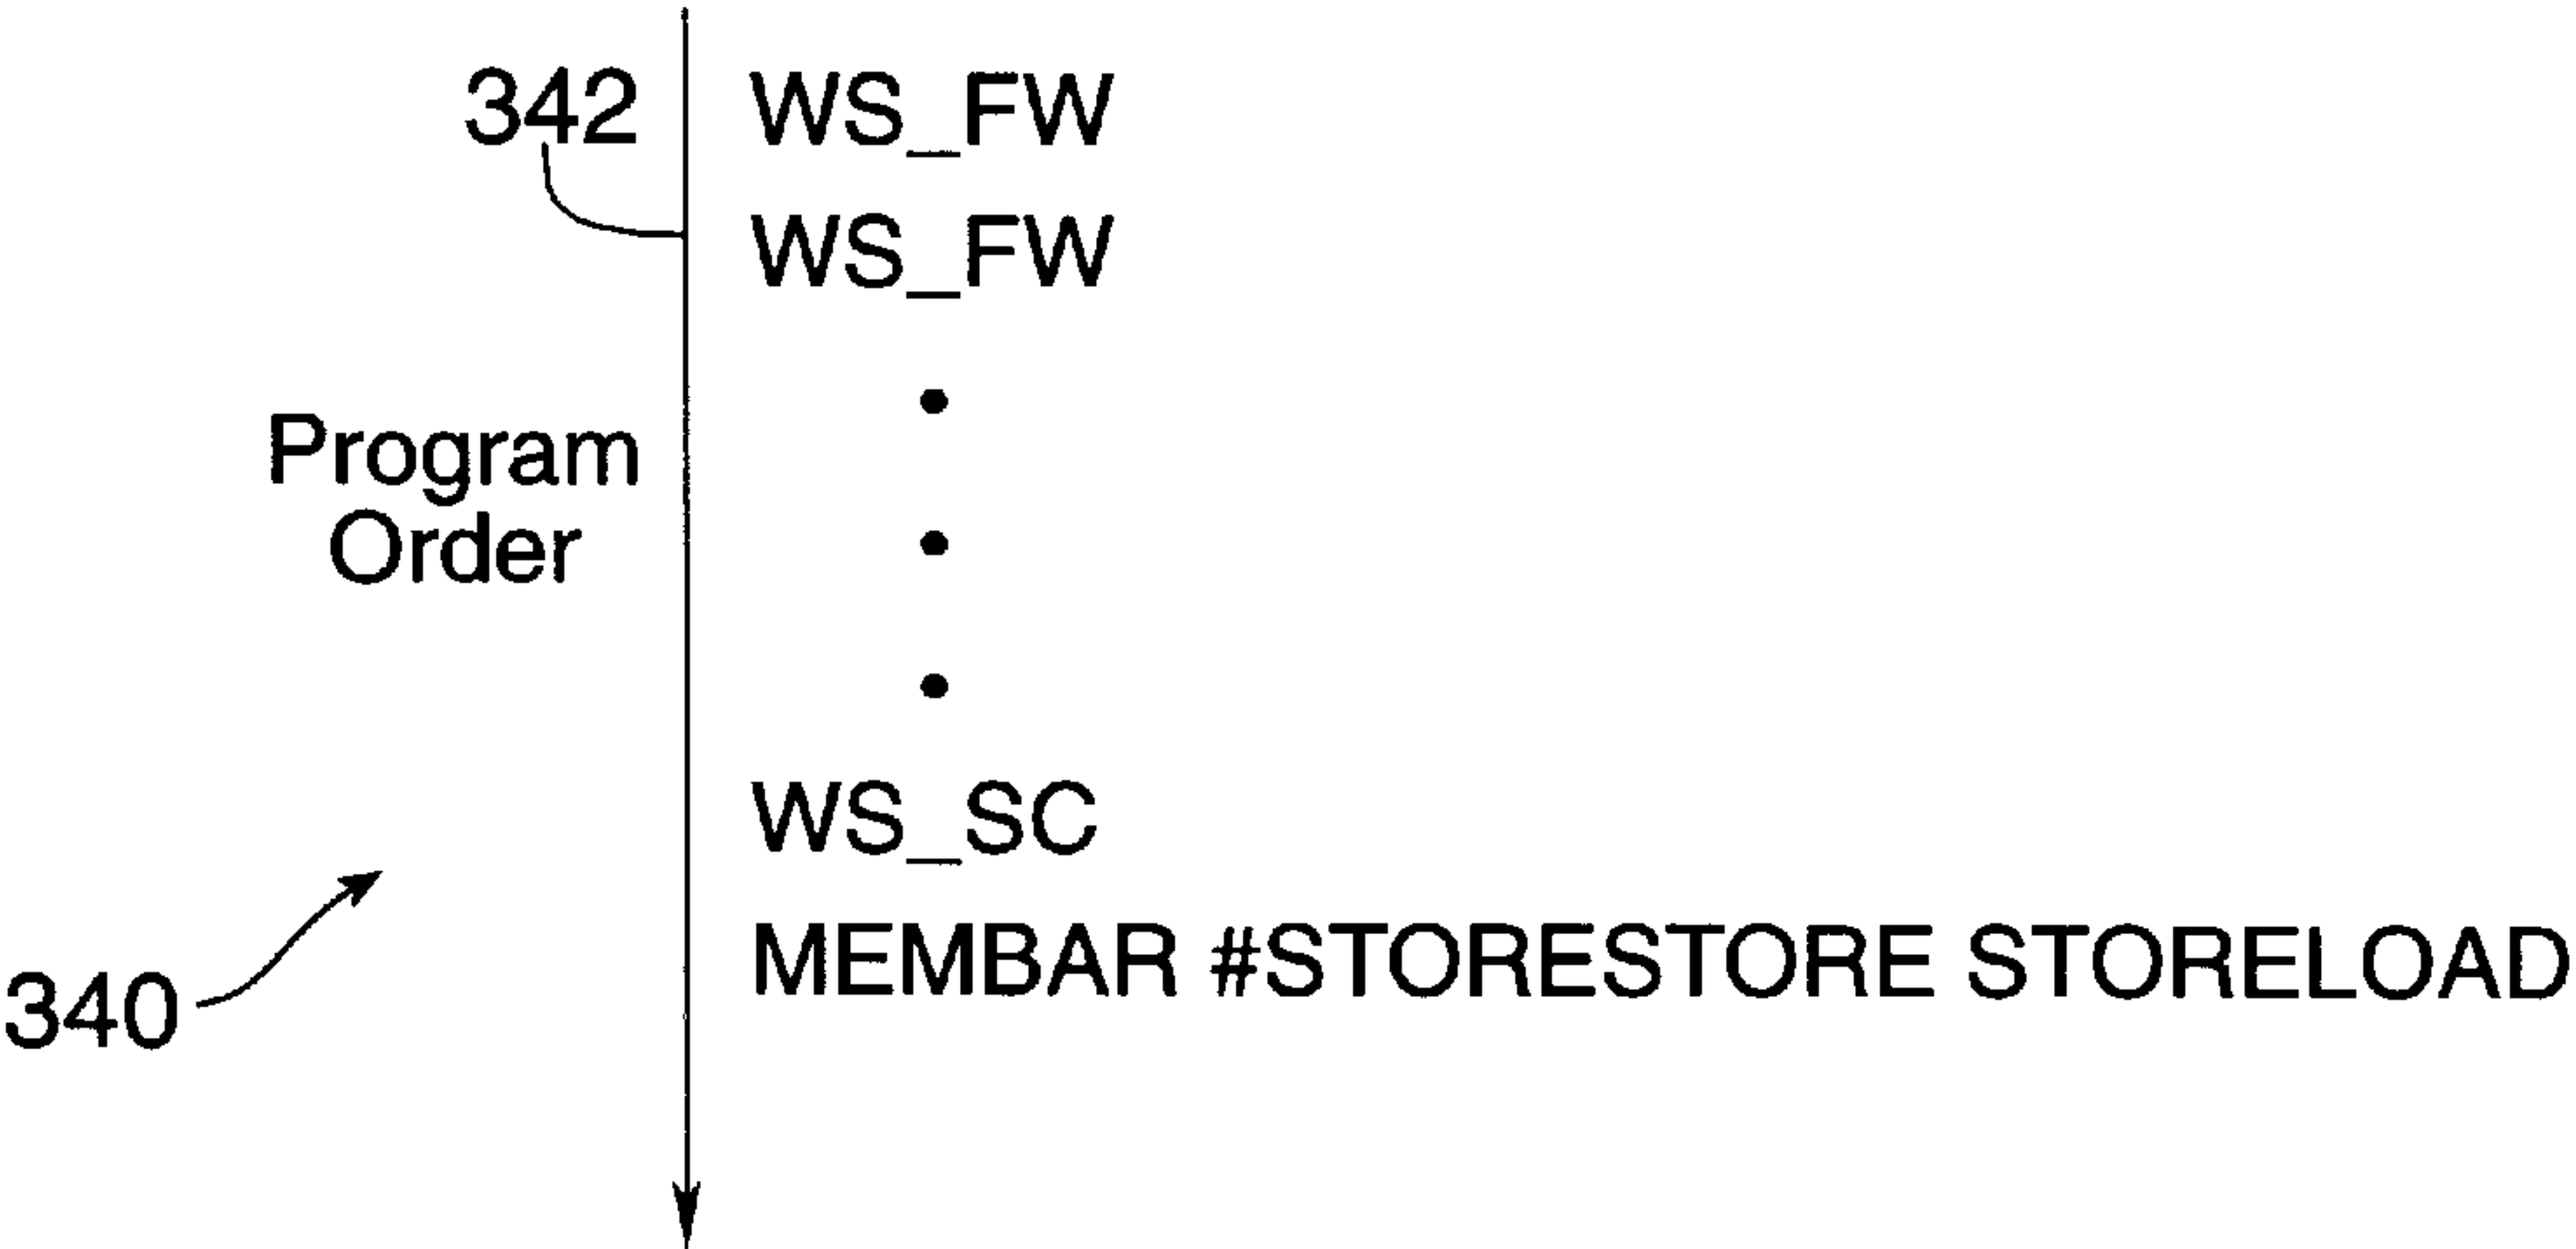 342
WS_FW
WS_FW
Program
Order
WS_SC
MEMBAR #STORESTORE STORELOAD
340